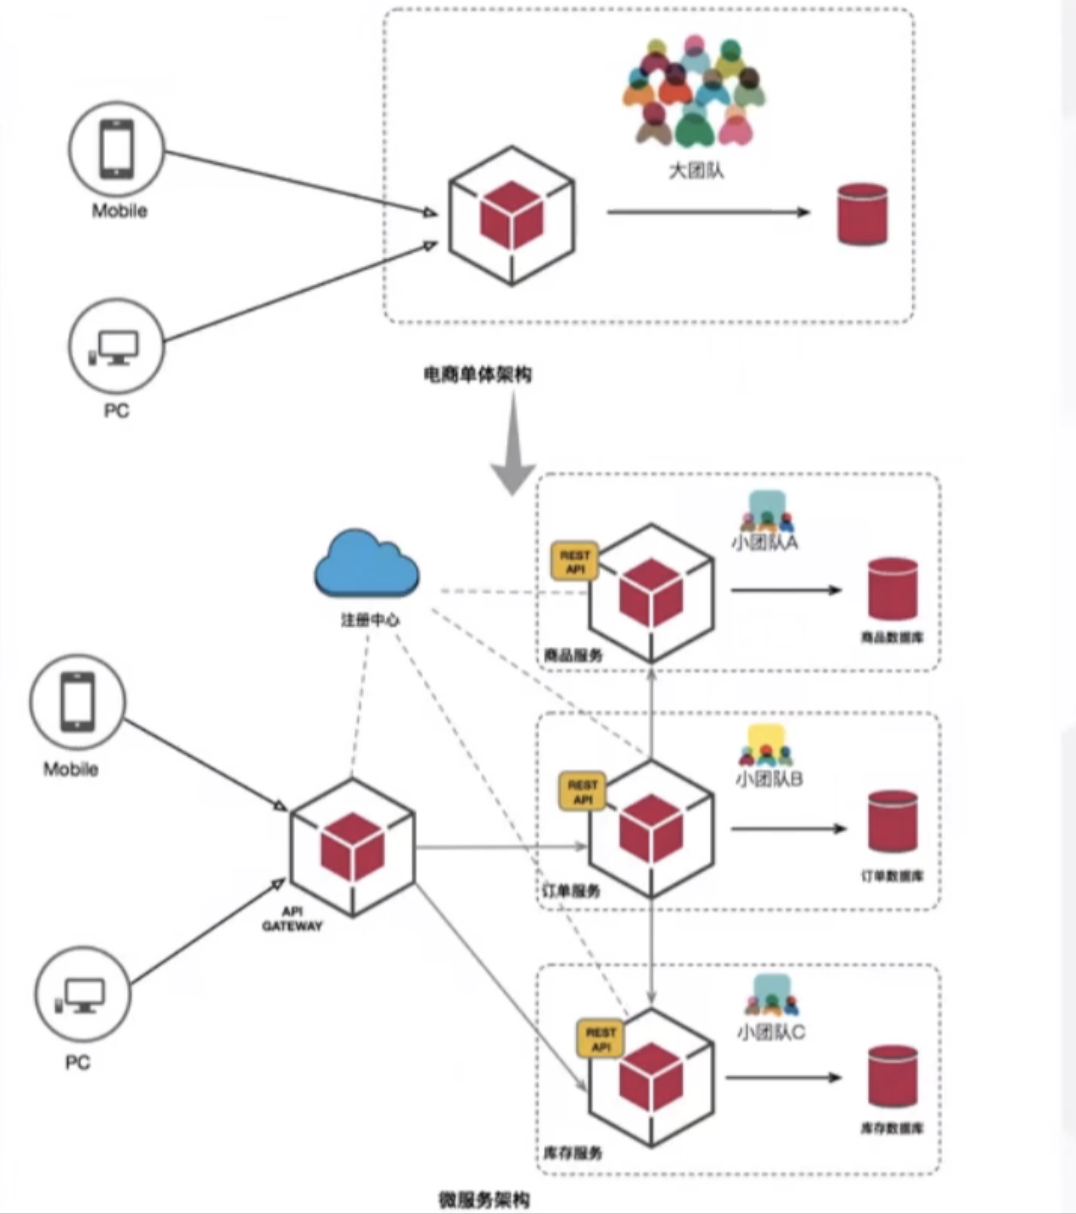 大团队
Mobile
PC
电商单体架构
小团队A
REST
API
注册中心
商品数据库
商品服务
小团队B
Mobile
REST
API
订单数据库
订单服务
API
GATEWAY
小团队C
REST
API
PC
库存数据库
库存服务
微服务架构